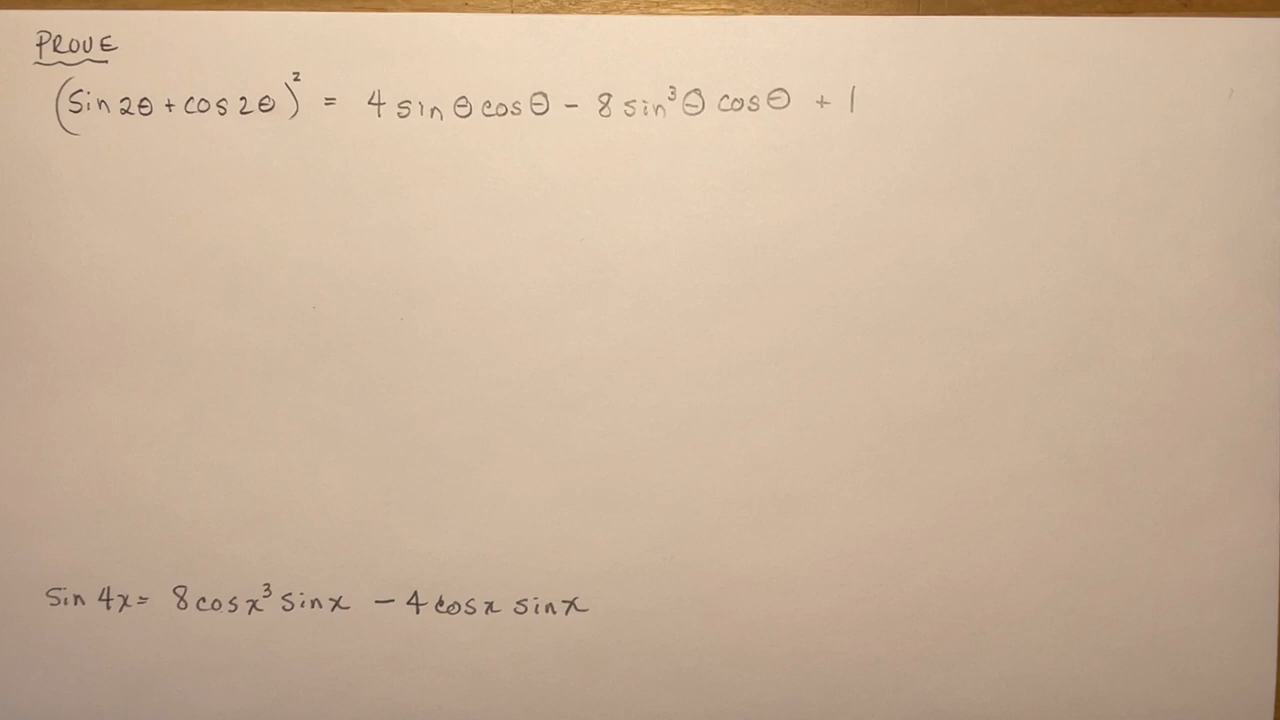 PROVE
(Sin 2θ + cos 2θ)² = 4 sin θ cos θ - 8 sin³ θ cos θ + 1
Sin 4x = 8 cos x³ sin x - 4 cos x sin x